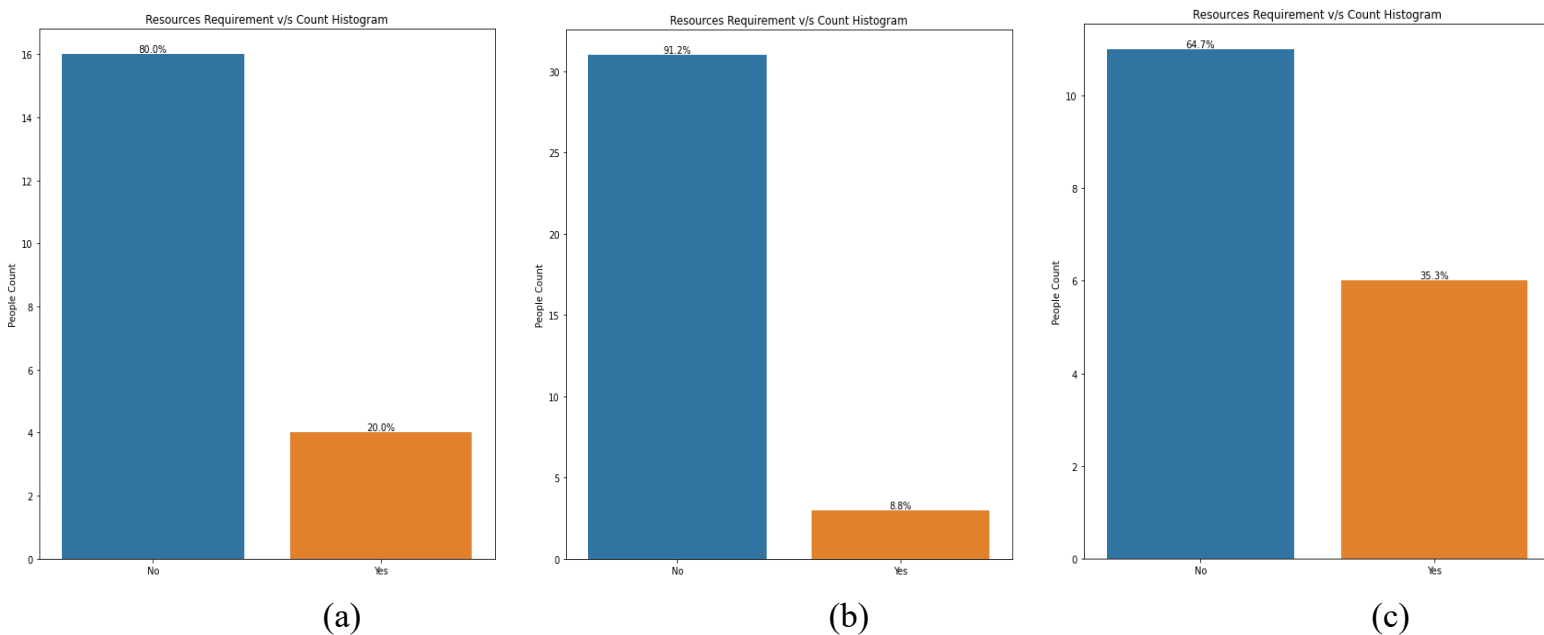 Resources Requirement v/s Count Histogram
80.0%
16
14
12
10
8
6
4
2
0
People Count
20.0%
No Yes
(a)
Resources Requirement v/s Count Histogram
91.2%
30
25
20
15
10
5
0
People Count
8.8%
No Yes
(b)
Resources Requirement v/s Count Histogram
64.7%
10
8
6
4
2
0
People Count
35.3%
No Yes
(c)